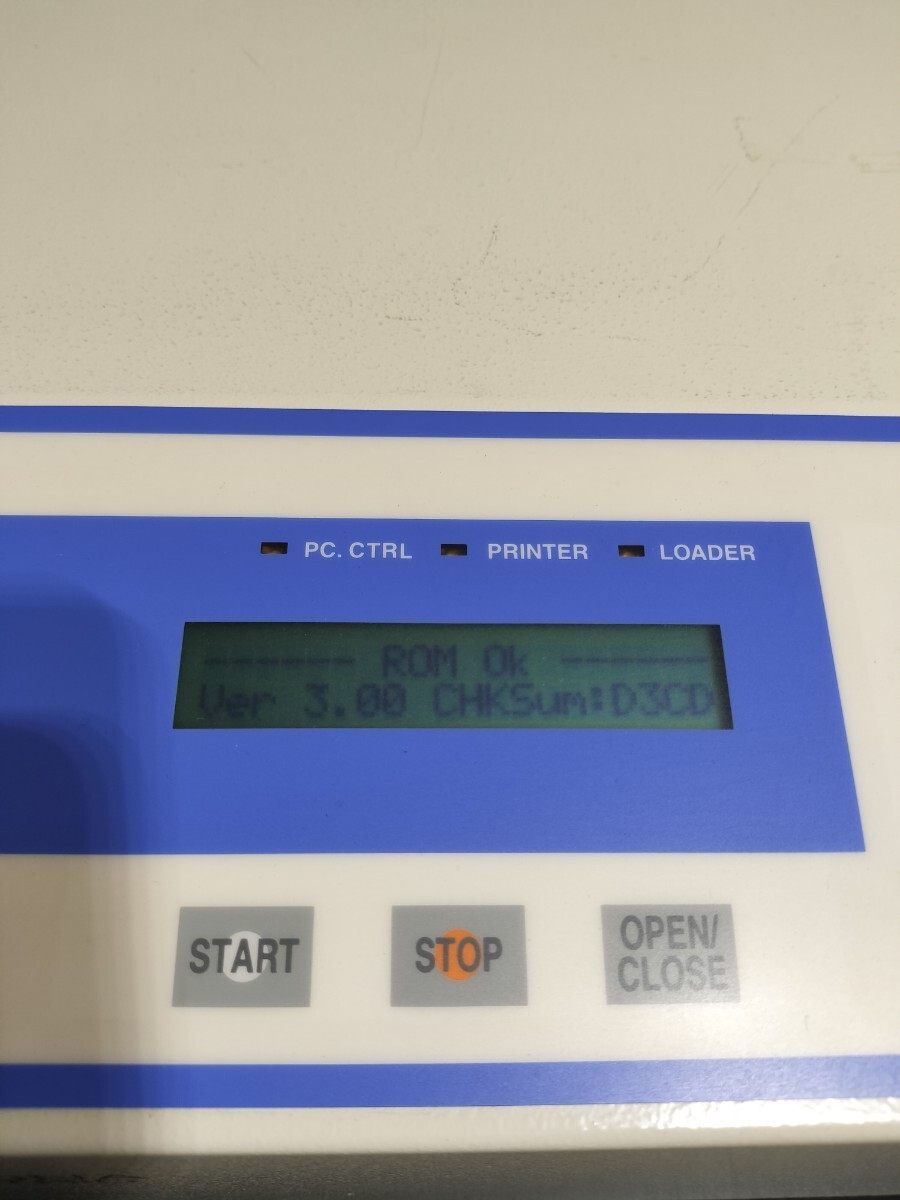 PC. CTRL PRINTER LOADER
------ ROM Ok ------
Ver 3.00 CHKSum:D3CD
START STOP OPEN/
CLOSE